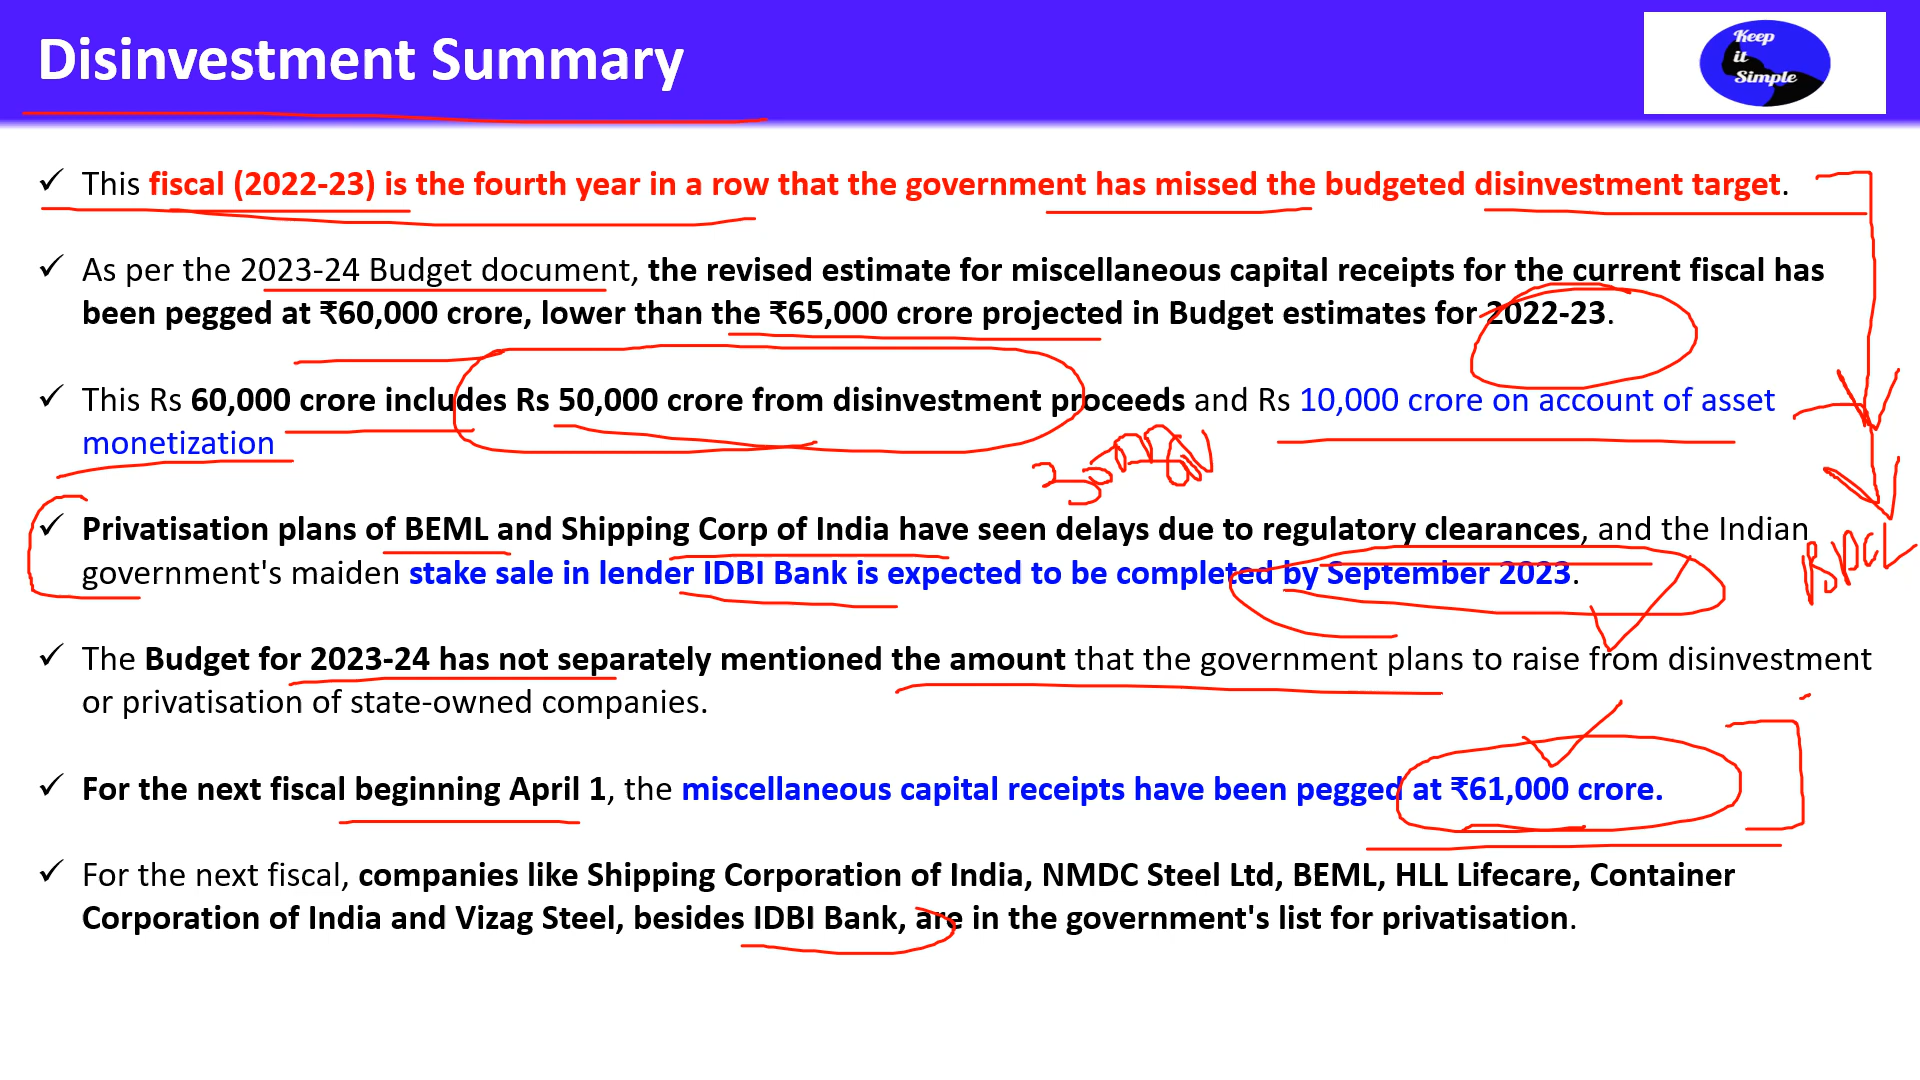 Disinvestment Summary
Keep
it
Simple
✓ This fiscal (2022-23) is the fourth year in a row that the government has missed the budgeted disinvestment target.
✓ As per the 2023-24 Budget document, the revised estimate for miscellaneous capital receipts for the current fiscal has
been pegged at ₹60,000 crore, lower than the ₹65,000 crore projected in Budget estimates for 2022-23.
✓ This Rs 60,000 crore includes Rs 50,000 crore from disinvestment proceeds and Rs 10,000 crore on account of asset
monetization
✓ Privatisation plans of BEML and Shipping Corp of India have seen delays due to regulatory clearances, and the Indian
government's maiden stake sale in lender IDBI Bank is expected to be completed by September 2023.
✓ The Budget for 2023-24 has not separately mentioned the amount that the government plans to raise from disinvestment
or privatisation of state-owned companies.
✓ For the next fiscal beginning April 1, the miscellaneous capital receipts have been pegged at ₹61,000 crore.
✓ For the next fiscal, companies like Shipping Corporation of India, NMDC Steel Ltd, BEML, HLL Lifecare, Container
Corporation of India and Vizag Steel, besides IDBI Bank, are in the government's list for privatisation.